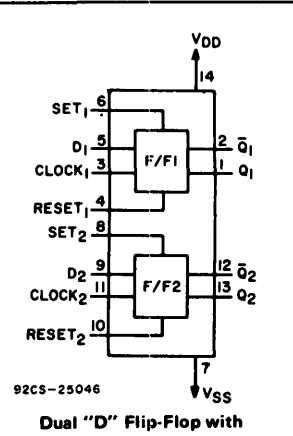 VDD
14
SET1 6
D1 5 F/F1 2 Q̅1
CLOCK1 3 1 Q1
RESET1 4
SET2 8
D2 9 F/F2 12 Q̅2
CLOCK2 11 13 Q2
RESET2 10
7
92CS-25046 VSS
Dual "D" Flip-Flop with